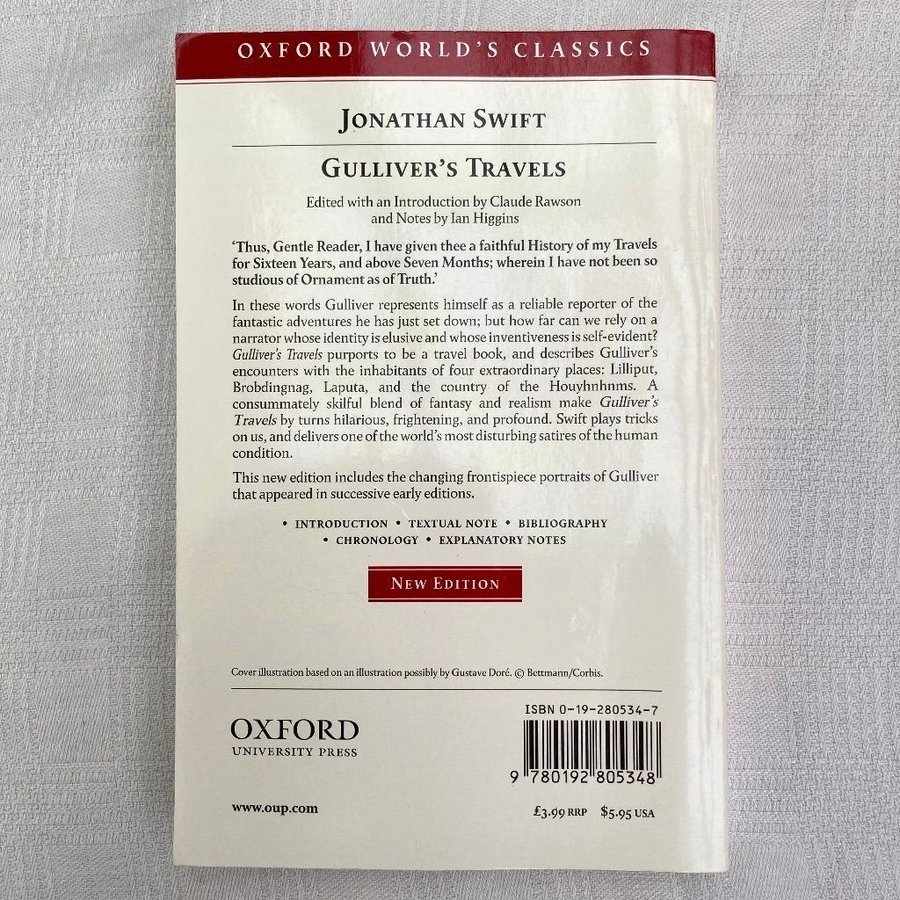 OXFORD WORLD'S CLASSICS
JONATHAN SWIFT
GULLIVER'S TRAVELS
Edited with an Introduction by Claude Rawson
and Notes by Ian Higgins
'Thus, Gentle Reader, I have given thee a faithful History of my Travels
for Sixteen Years, and above Seven Months; wherein I have not been so
studious of Ornament as of Truth.'
In these words Gulliver represents himself as a reliable reporter of the
fantastic adventures he has just set down; but how far can we rely on a
narrator whose identity is elusive and whose inventiveness is self-evident?
Gulliver's Travels purports to be a travel book, and describes Gulliver's
encounters with the inhabitants of four extraordinary places: Lilliput,
Brobdingnag, Laputa, and the country of the Houyhnhnms. A
consummately skilful blend of fantasy and realism make Gulliver's
Travels by turns hilarious, frightening, and profound. Swift plays tricks
on us, and delivers one of the world's most disturbing satires of the human
condition.
This new edition includes the changing frontispiece portraits of Gulliver
that appeared in successive early editions.
• INTRODUCTION • TEXTUAL NOTE • BIBLIOGRAPHY
• CHRONOLOGY • EXPLANATORY NOTES
NEW EDITION
Cover illustration based on an illustration possibly by Gustave Doré. © Bettmann/Corbis.
ISBN 0-19-280534-7
OXFORD
UNIVERSITY PRESS
9 780192 805348
www.oup.com
£3.99 RRP $5.95 USA